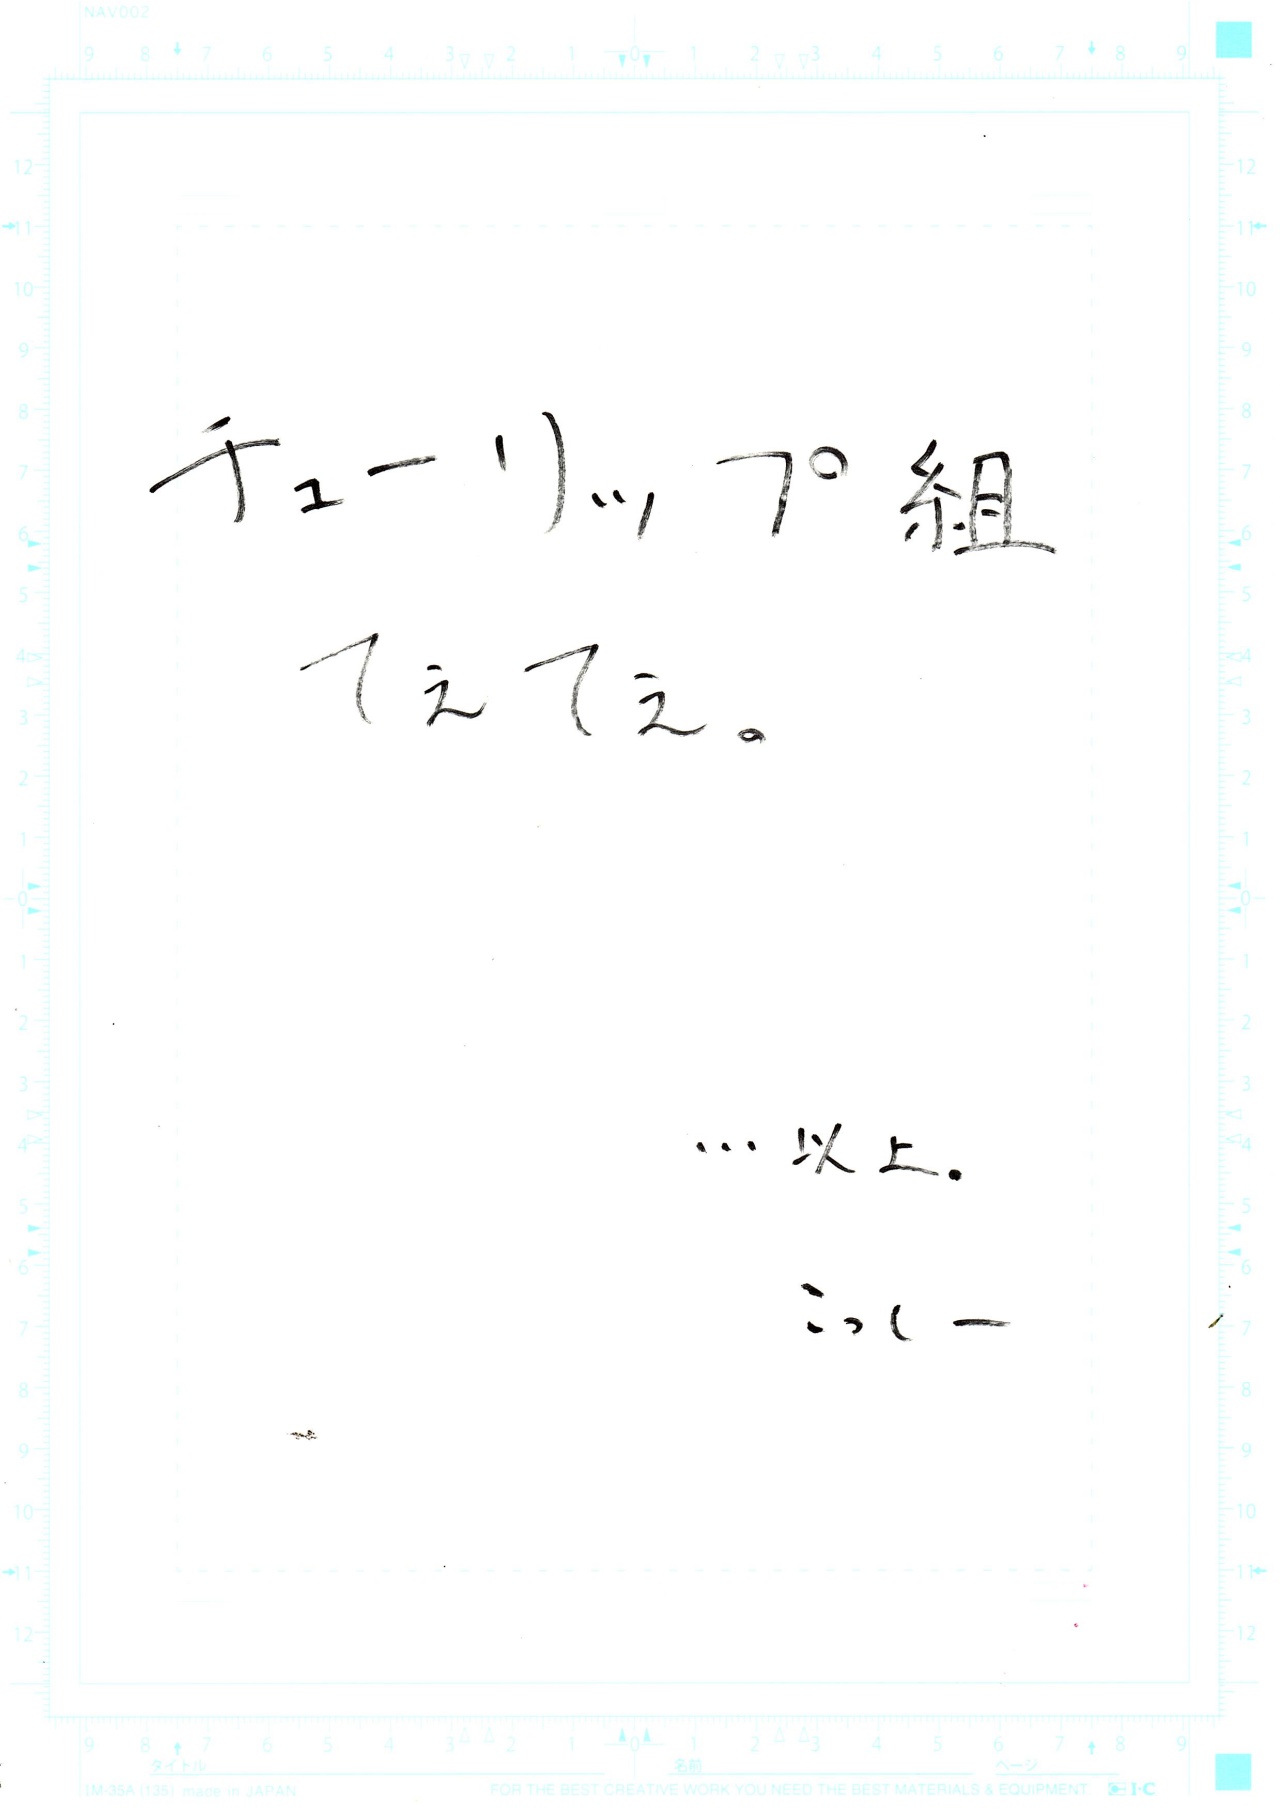 NAV002
9 8 7 6 5 4 3 2 1 0 1 2 3 4 5 6 7 8 9
チューリップ組
てぇてぇ。
…以上.
こっしー
9 8 7 6 5 4 3 2 1 0 1 2 3 4 5 6 7 8 9
タイトル 名前 ページ
IM-35A (135) made in JAPAN FOR THE BEST CREATIVE WORK YOU NEED THE BEST MATERIALS & EQUIPMENT. I·C